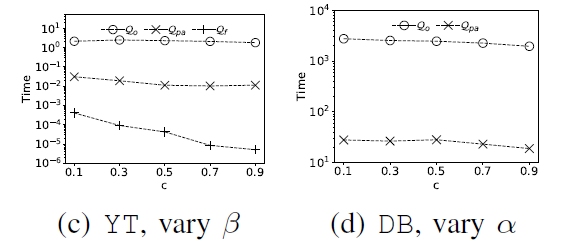 10^1
10^0
10^-1
10^-2
10^-3
10^-4
10^-5
10^-6
Time
Q_o Q_pa Q_f
0.1 0.3 0.5 0.7 0.9
c
(c) YT, vary β
10^4
10^3
10^2
10^1
Time
Q_o Q_pa
0.1 0.3 0.5 0.7 0.9
c
(d) DB, vary α